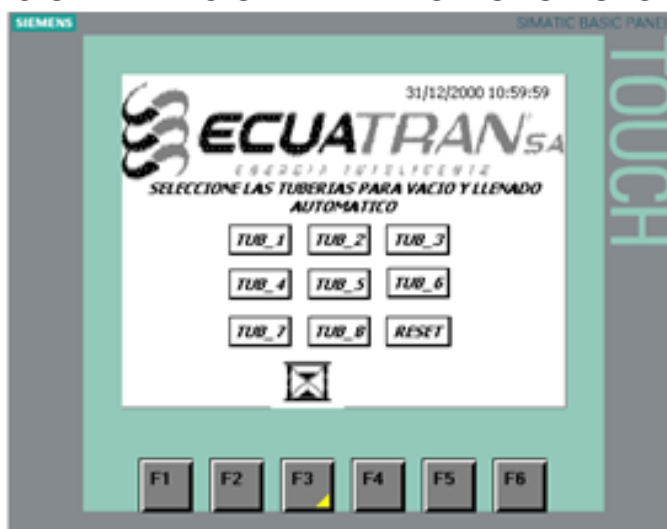 SIEMENS
SIMATIC BASIC PANEL
TOUCH
31/12/2000 10:59:59
ECUATRAN SA
ENERGIA INTELIGENTE
SELECCIONE LAS TUBERIAS PARA VACIO Y LLENADO
AUTOMATICO
TUB_1 TUB_2 TUB_3
TUB_4 TUB_5 TUB_6
TUB_7 TUB_8 RESET
F1 F2 F3 F4 F5 F6